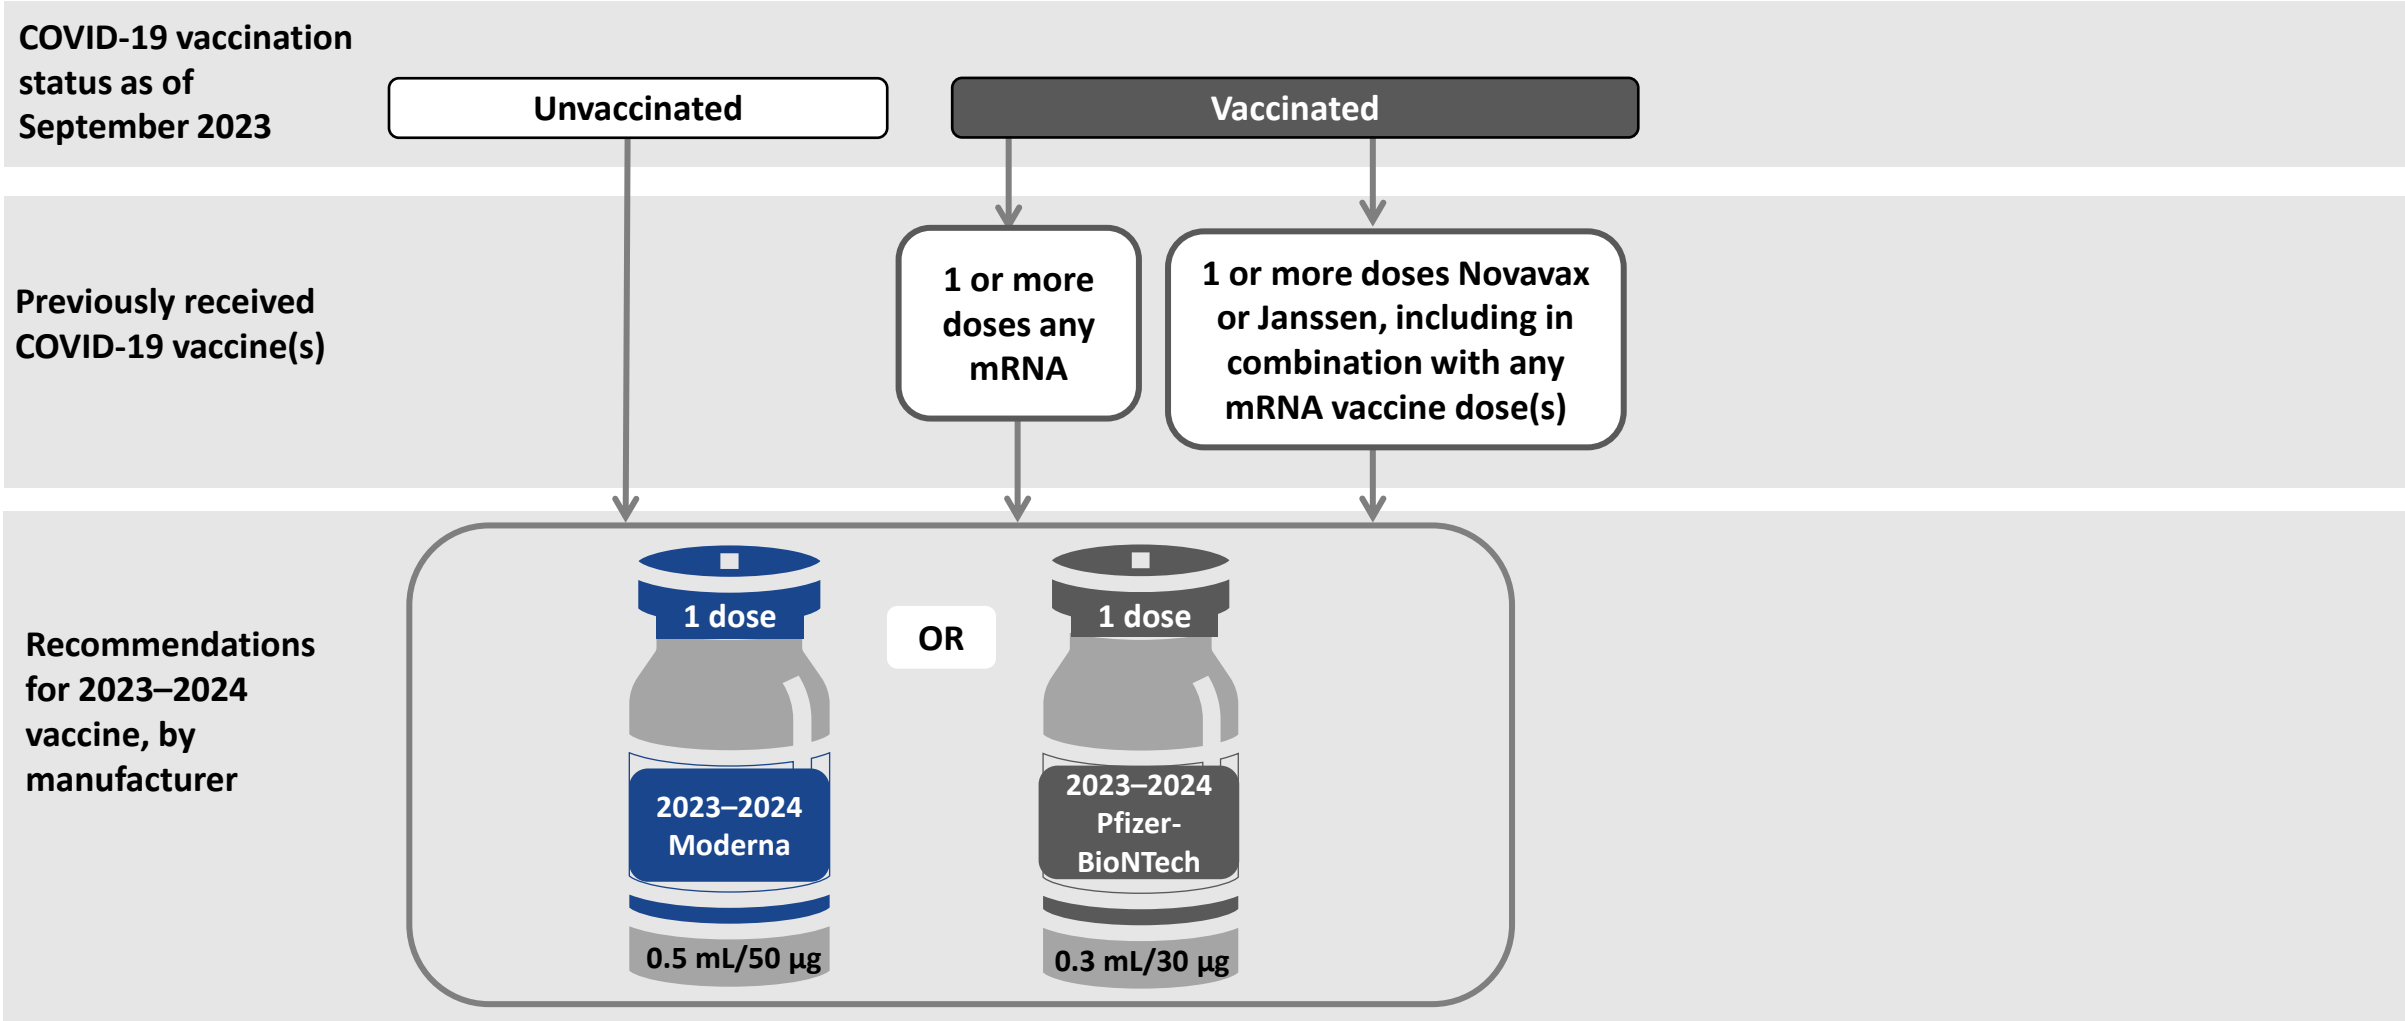 COVID-19 vaccination
status as of
September 2023
Unvaccinated
Vaccinated
Previously received
COVID-19 vaccine(s)
1 or more
doses any
mRNA
1 or more doses Novavax
or Janssen, including in
combination with any
mRNA vaccine dose(s)
Recommendations
for 2023–2024
vaccine, by
manufacturer
1 dose
2023–2024
Moderna
0.5 mL/50 μg
OR
1 dose
2023–2024
Pfizer-
BioNTech
0.3 mL/30 μg